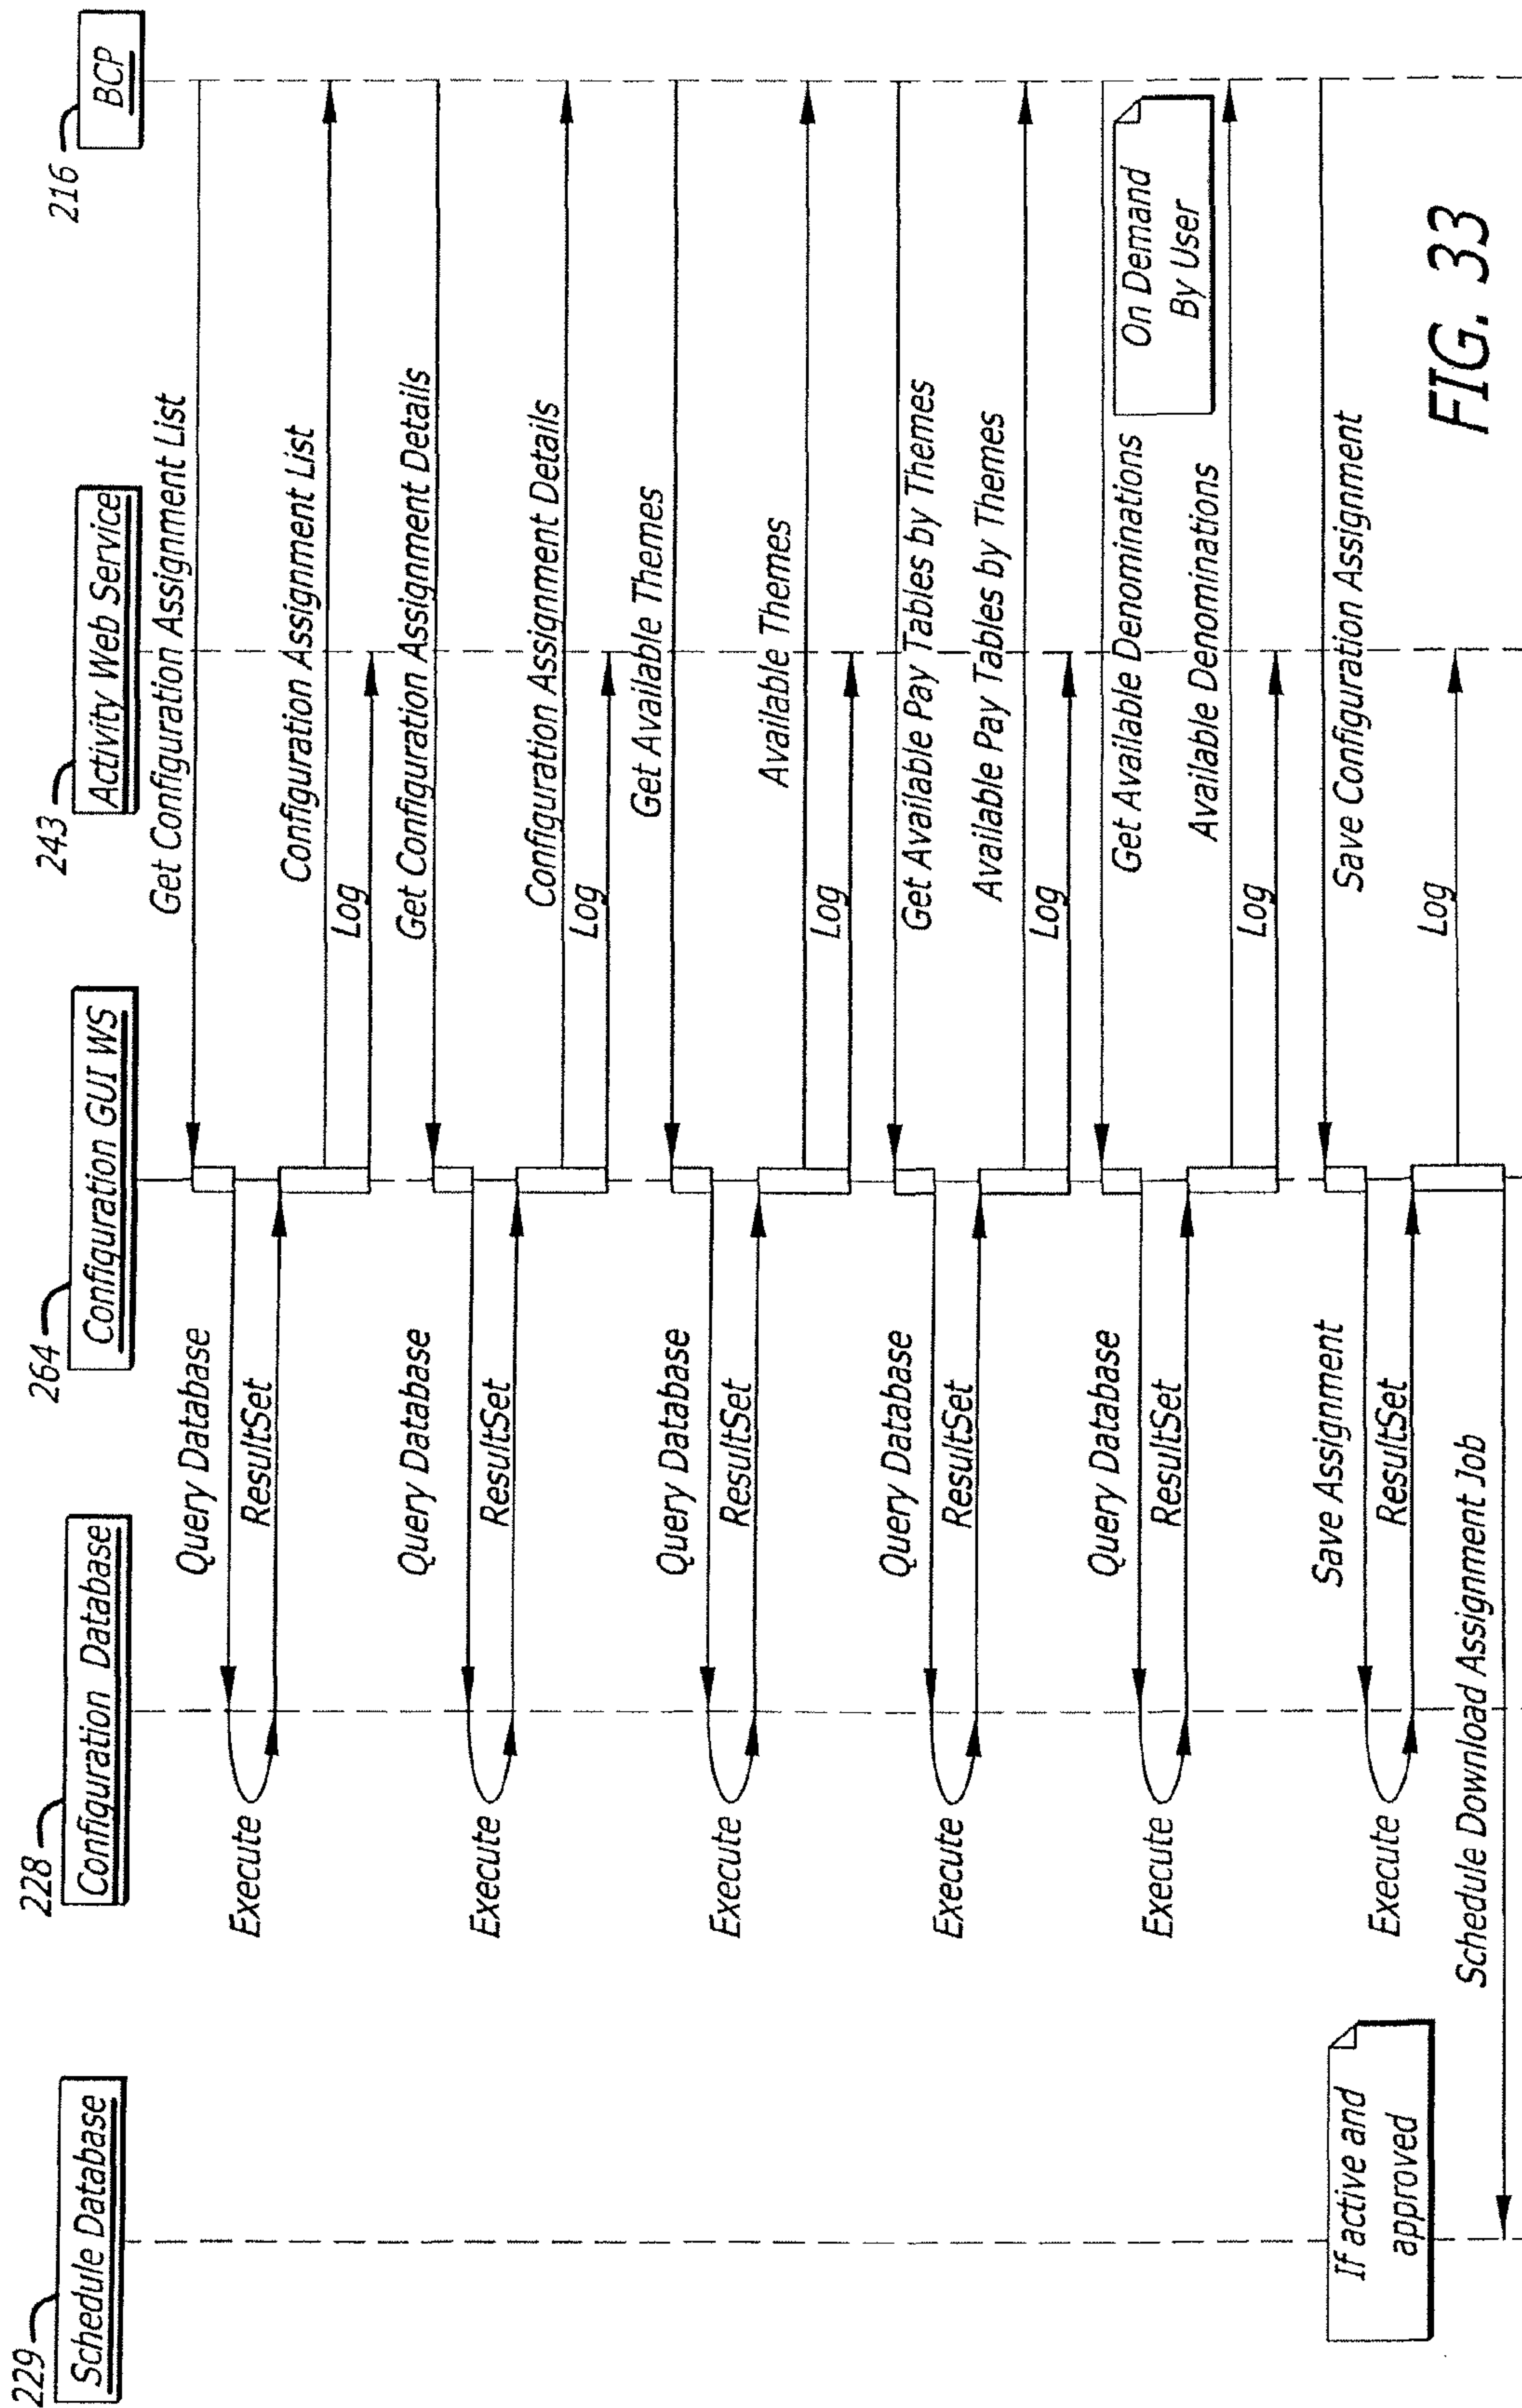 229
Schedule Database
228
Configuration Database
264
Configuration GUI WS
243
Activity Web Service
216
BCP
Get Configuration Assignment List
Query Database
Execute
ResultSet
Configuration Assignment List
Log
Get Configuration Assignment Details
Query Database
Execute
ResultSet
Configuration Assignment Details
Log
Get Available Themes
Query Database
Execute
ResultSet
Available Themes
Log
Get Available Pay Tables by Themes
Query Database
Execute
ResultSet
Available Pay Tables by Themes
Log
Get Available Denominations
On Demand
By User
Query Database
Execute
ResultSet
Available Denominations
Log
Save Configuration Assignment
Save Assignment
Execute
ResultSet
Log
If active and
approved
Schedule Download Assignment Job
FIG. 33